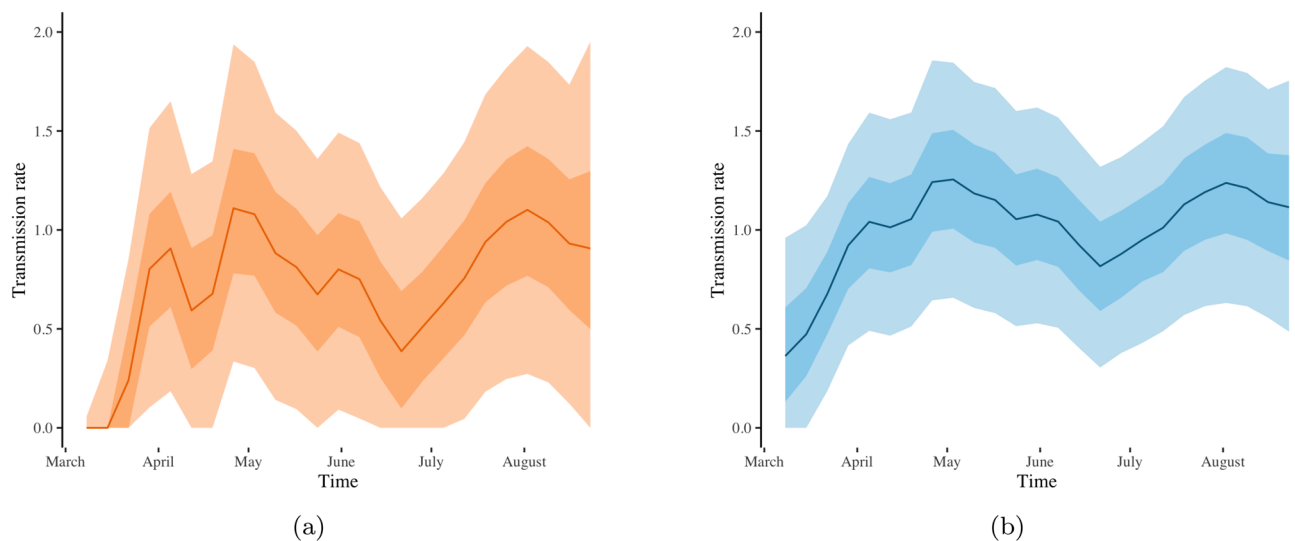 2.0
1.5
1.0
0.5
0.0
Transmission rate
March April May June July August
Time
(a)
2.0
1.5
1.0
0.5
0.0
Transmission rate
March April May June July August
Time
(b)